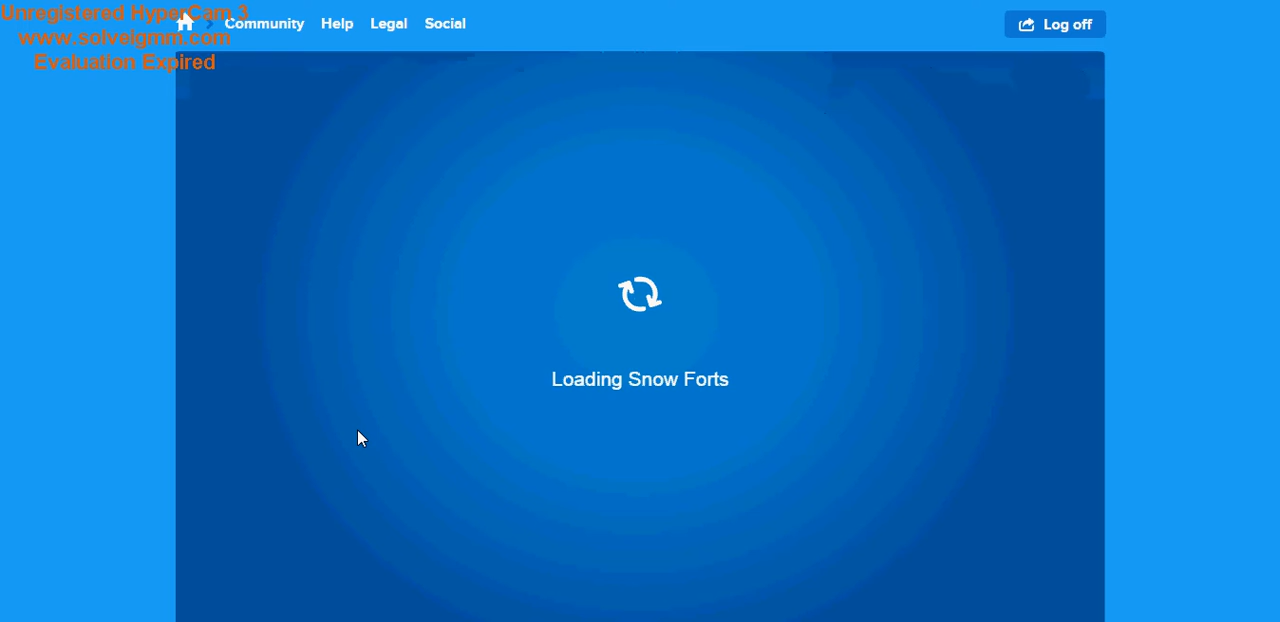 Unregistered HyperCam 3
www.solveigmm.com
Evaluation Expired
Community Help Legal Social
Log off
Loading Snow Forts